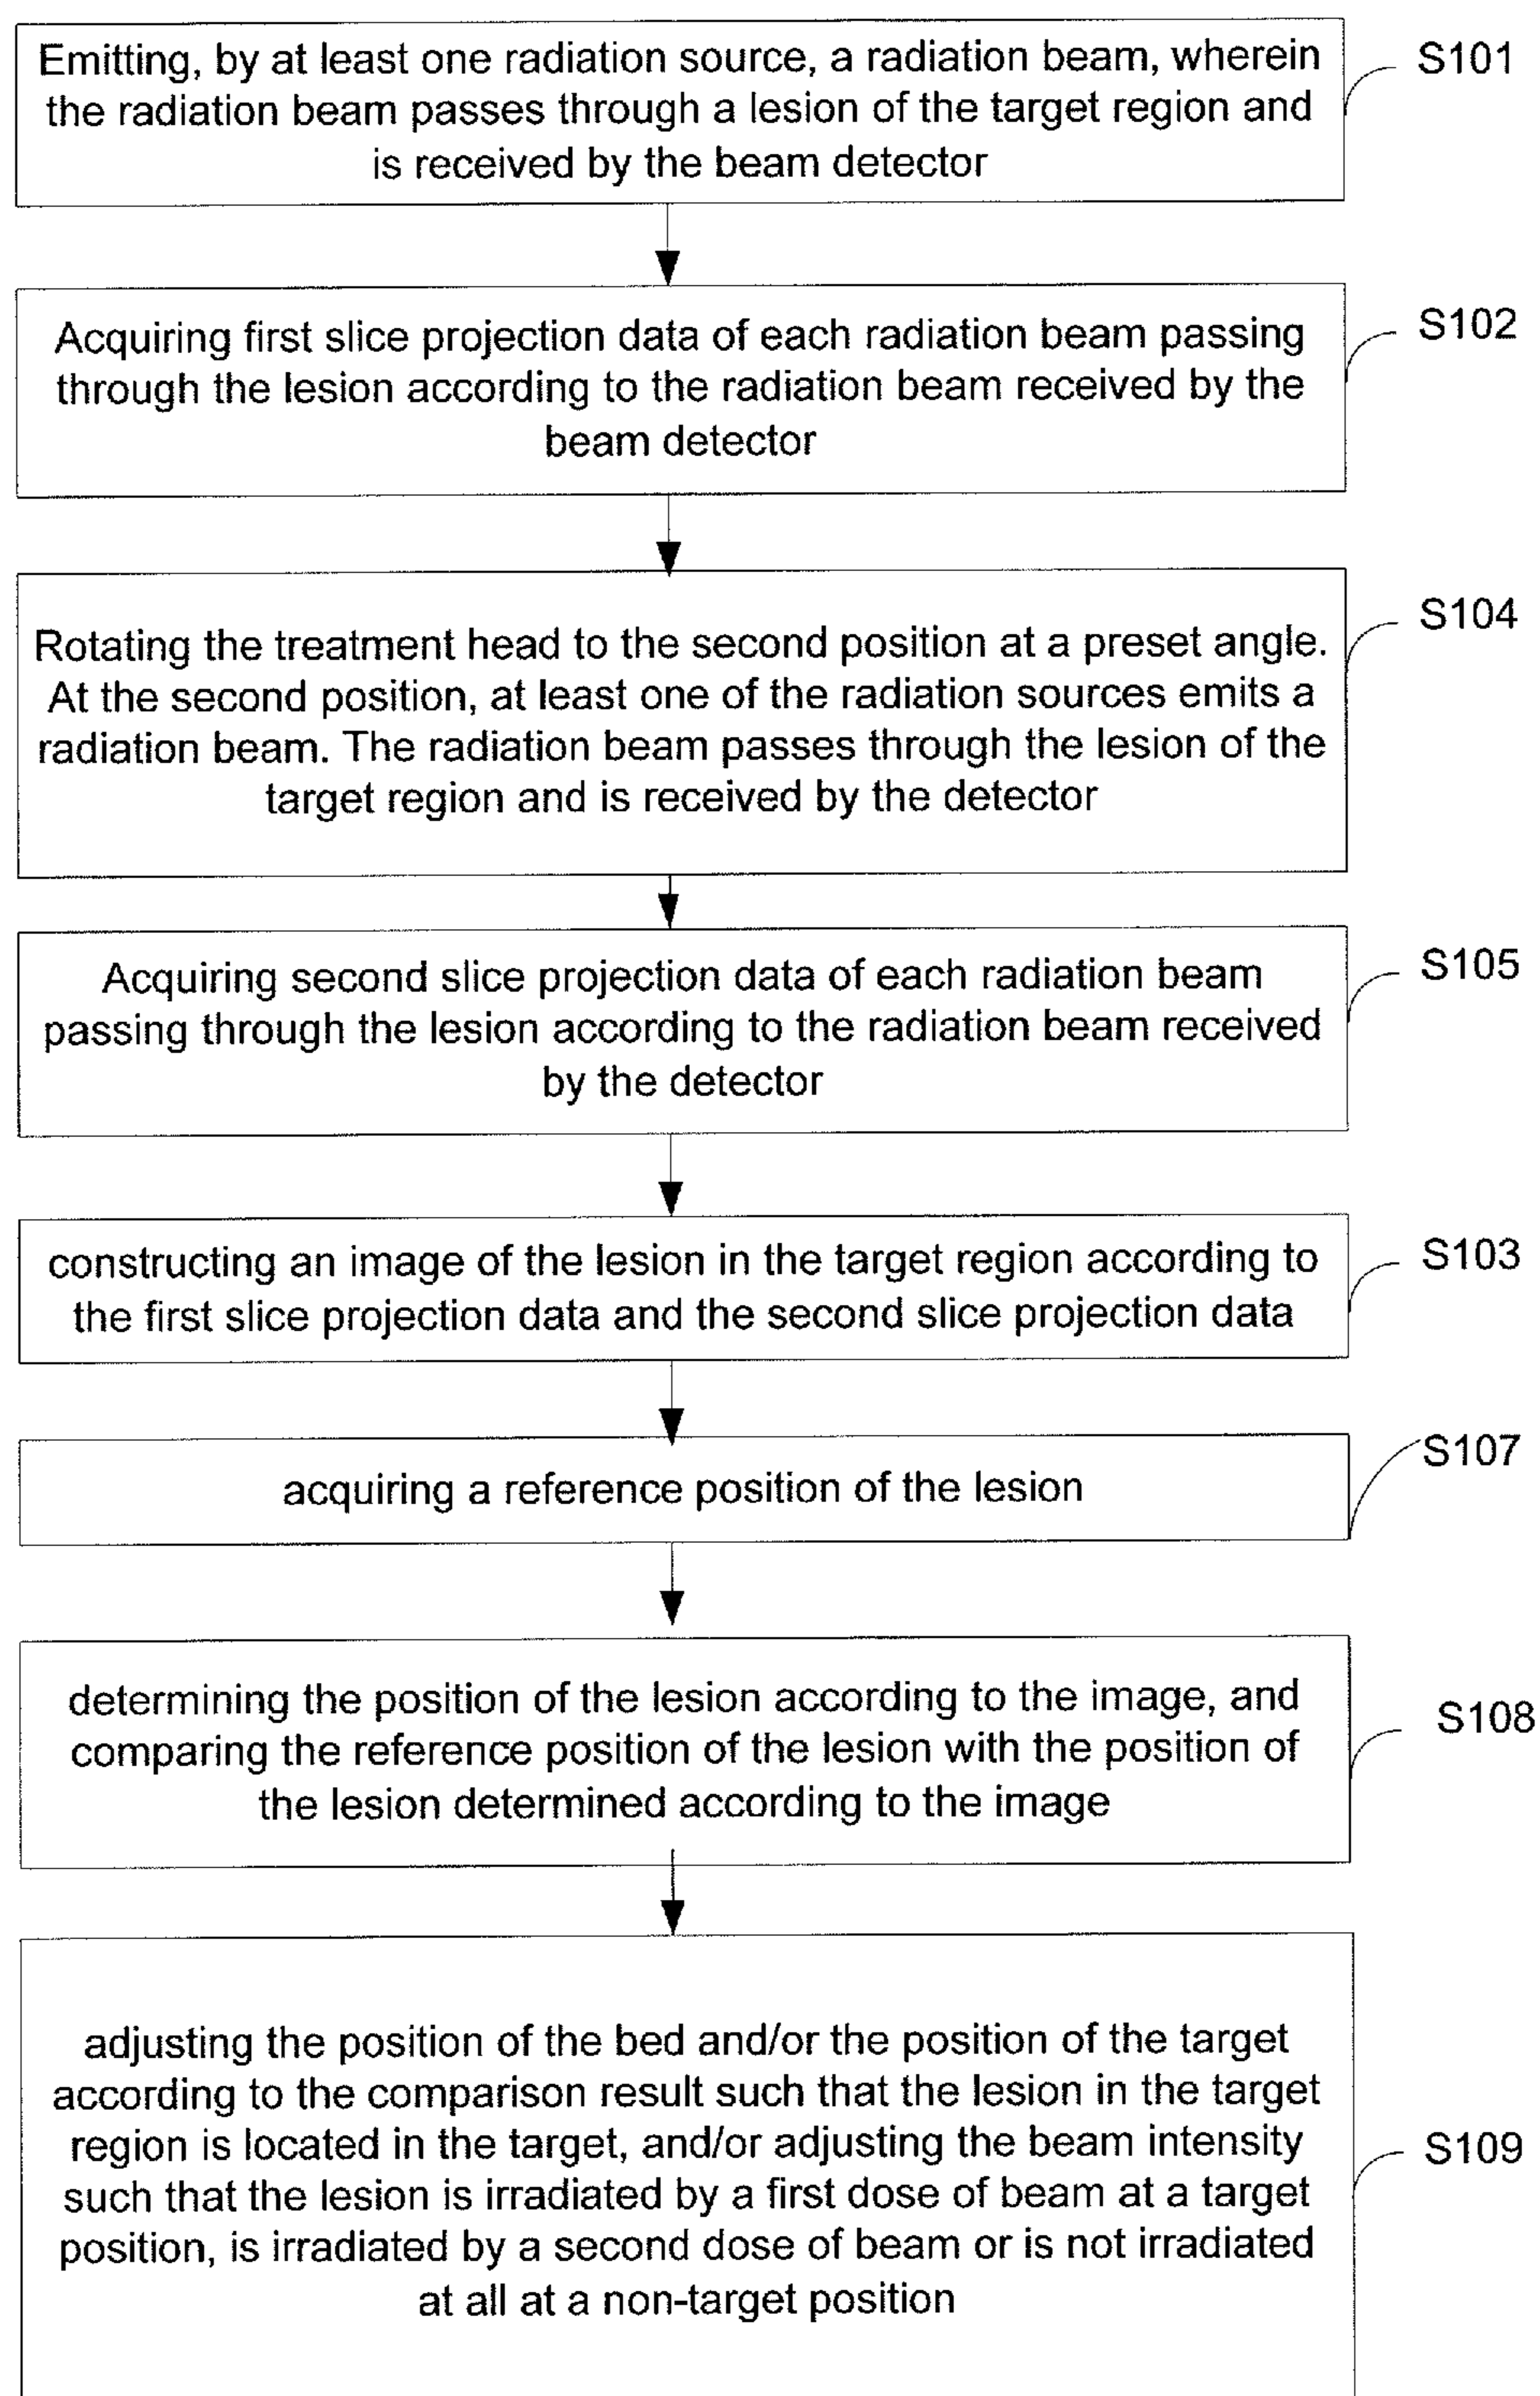 Emitting, by at least one radiation source, a radiation beam, wherein
the radiation beam passes through a lesion of the target region and
is received by the beam detector
S101
Acquiring first slice projection data of each radiation beam passing
through the lesion according to the radiation beam received by the
beam detector
S102
Rotating the treatment head to the second position at a preset angle.
At the second position, at least one of the radiation sources emits a
radiation beam. The radiation beam passes through the lesion of the
target region and is received by the detector
S104
Acquiring second slice projection data of each radiation beam
passing through the lesion according to the radiation beam received
by the detector
S105
constructing an image of the lesion in the target region according to
the first slice projection data and the second slice projection data
S103
acquiring a reference position of the lesion
S107
determining the position of the lesion according to the image, and
comparing the reference position of the lesion with the position of
the lesion determined according to the image
S108
adjusting the position of the bed and/or the position of the target
according to the comparison result such that the lesion in the target
region is located in the target, and/or adjusting the beam intensity
such that the lesion is irradiated by a first dose of beam at a target
position, is irradiated by a second dose of beam or is not irradiated
at all at a non-target position
S109